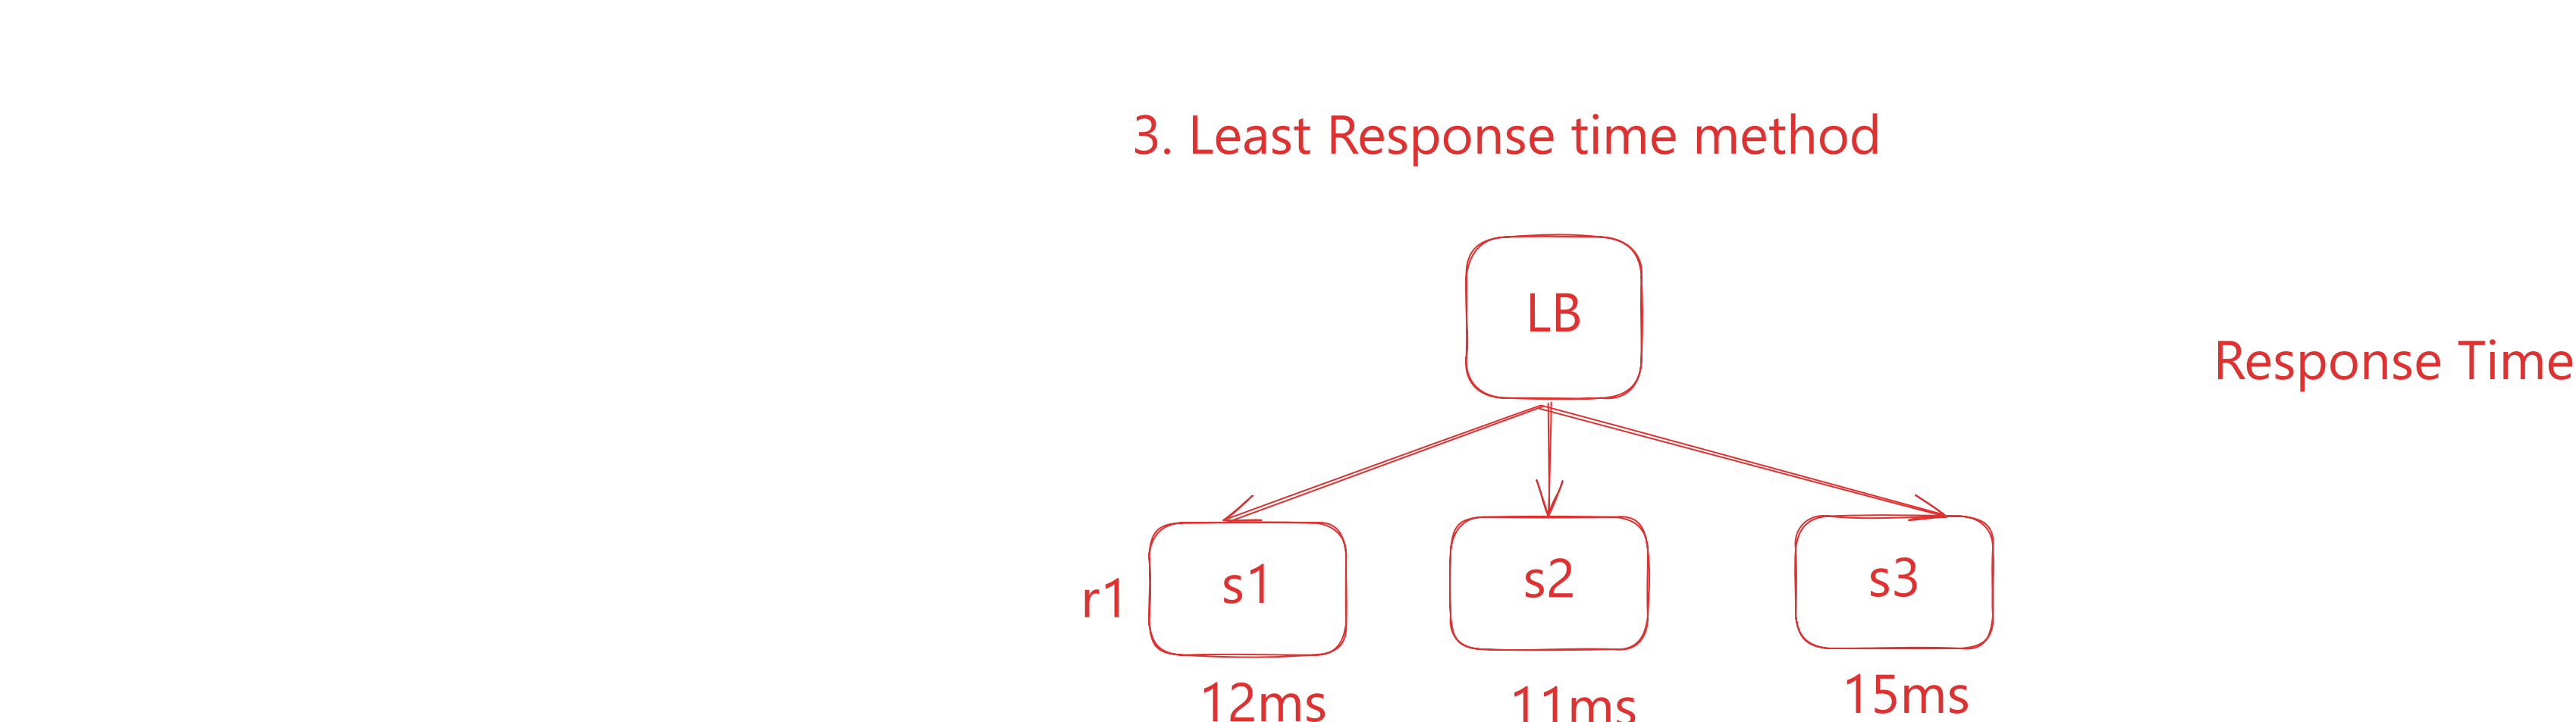 3. Least Response time method
LB
Response Time
r1
s1
s2
s3
12ms
11ms
15ms